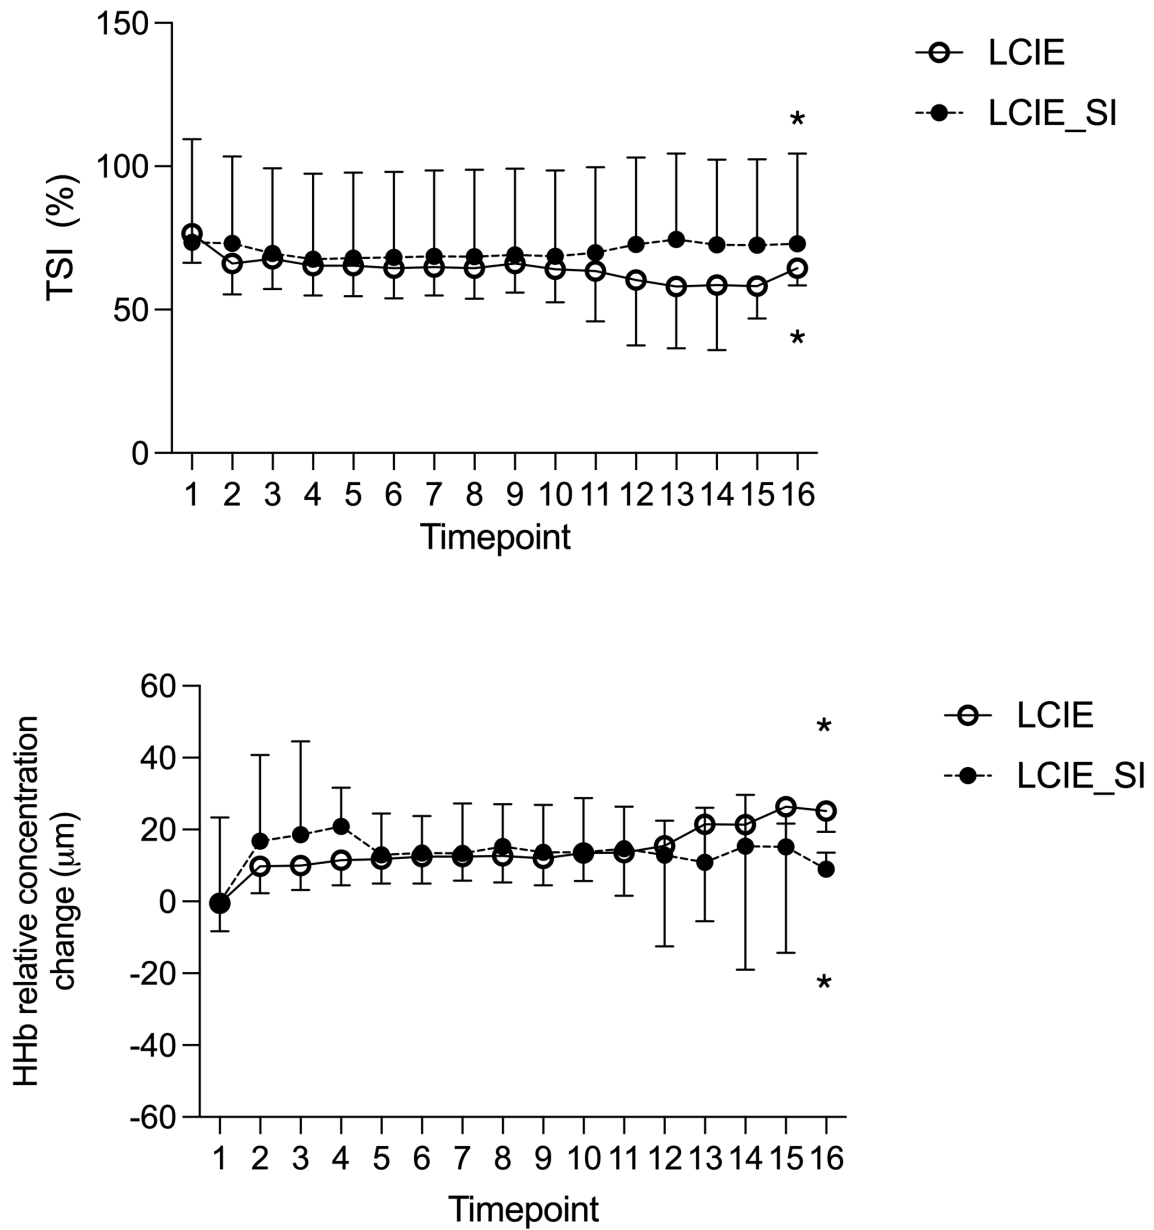 150
100
50
0
TSI (%)
1 2 3 4 5 6 7 8 9 10 11 12 13 14 15 16
Timepoint
LCIE
LCIE_SI
*
*
60
40
20
0
-20
-40
-60
HHb relative concentration
change (μm)
1 2 3 4 5 6 7 8 9 10 11 12 13 14 15 16
Timepoint
LCIE
LCIE_SI
*
*